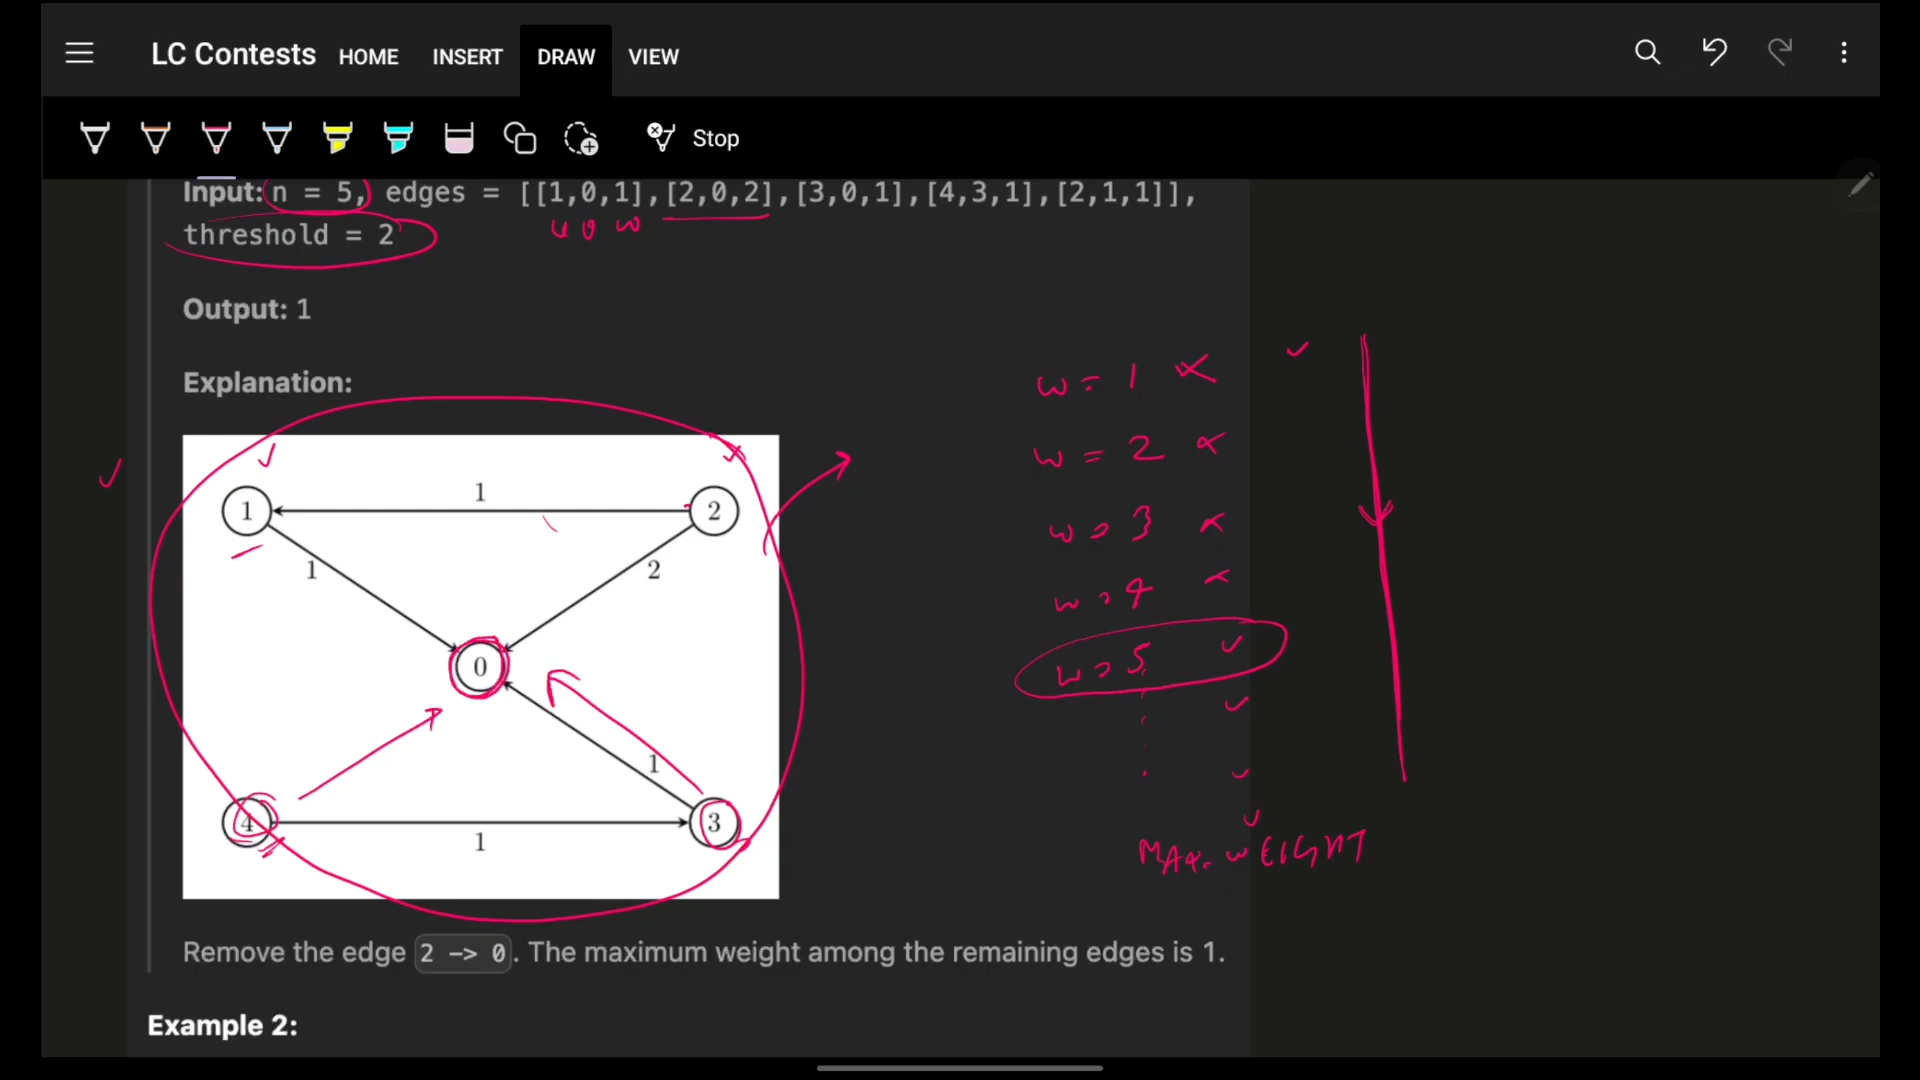 LC Contests HOME INSERT DRAW VIEW
Stop
Input: n = 5, edges = [[1,0,1],[2,0,2],[3,0,1],[4,3,1],[2,1,1]],
threshold = 2
u v w
Output: 1
Explanation:
1
1 2
1 2
0
1
4 3
1
w = 1
w = 2
w = 3
w = 4
w = 5
MAX. WEIGHT
Remove the edge 2 -> 0. The maximum weight among the remaining edges is 1.
Example 2: